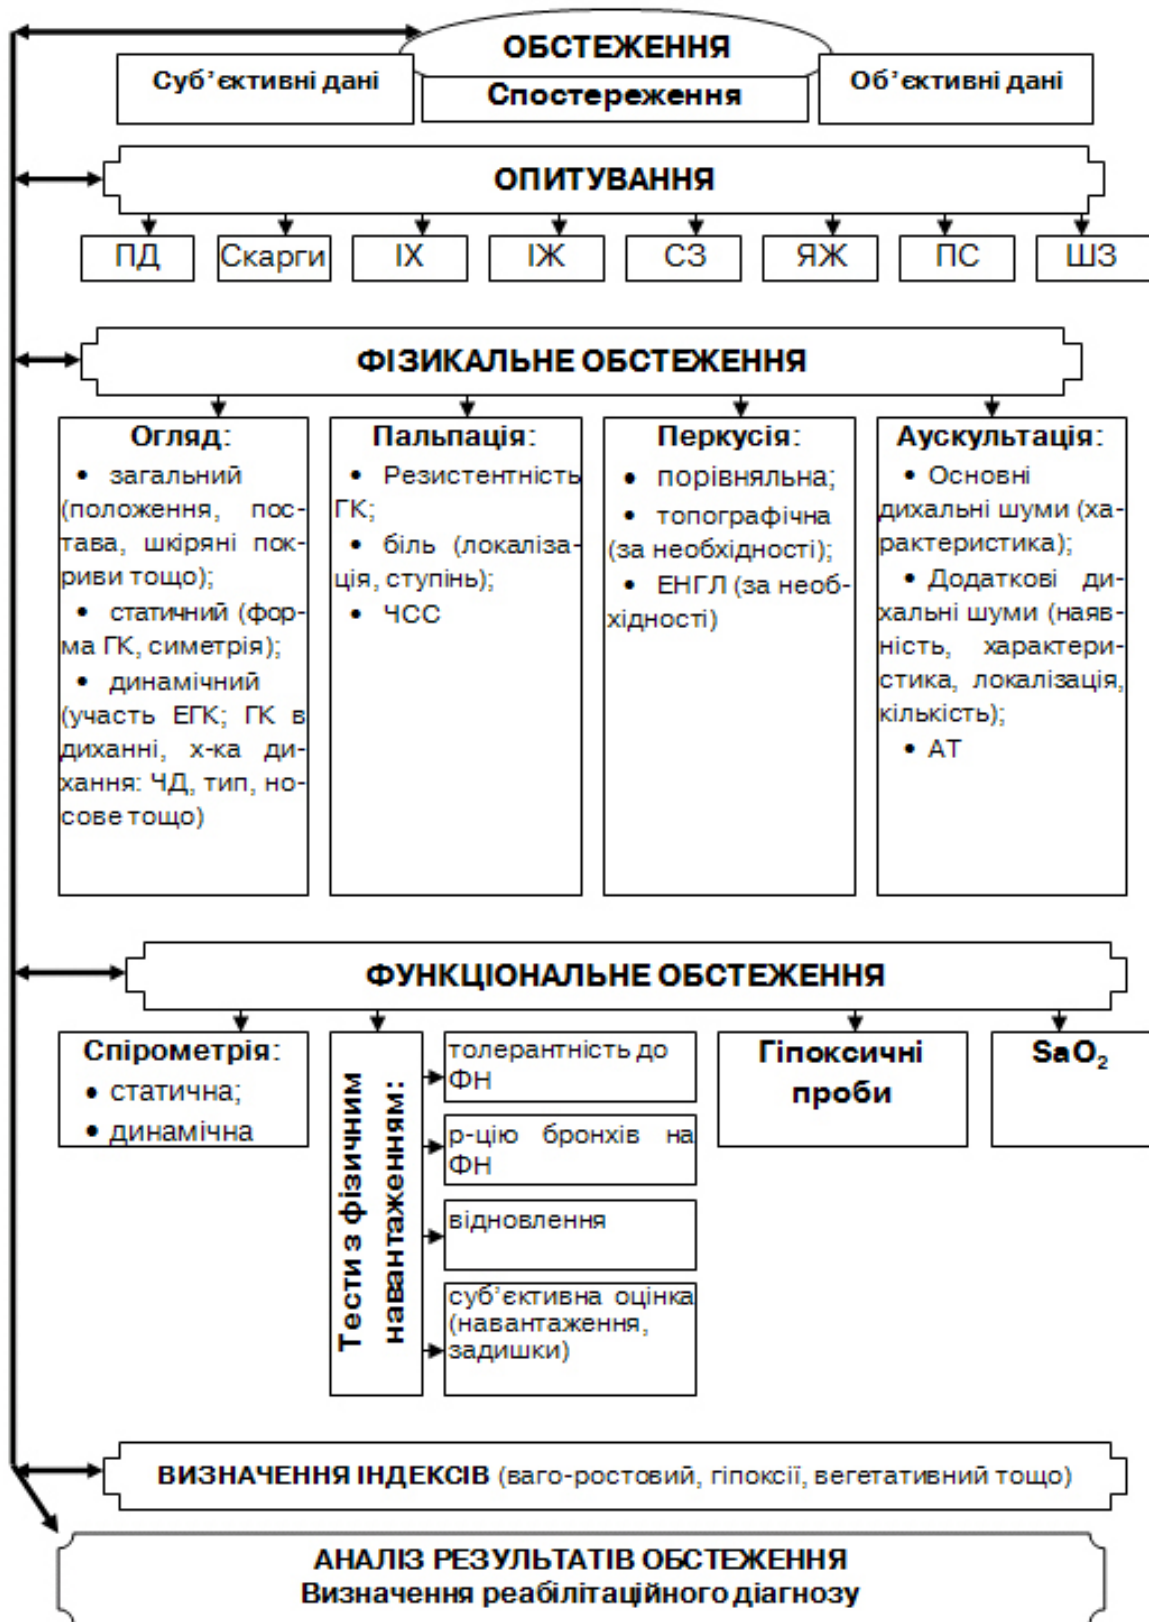 ОБСТЕЖЕННЯ
Суб’єктивні дані
Спостереження
Об’єктивні дані
ОПИТУВАННЯ
ПД
Скарги
ІХ
ІЖ
СЗ
ЯЖ
ПС
ШЗ
ФІЗИКАЛЬНЕ ОБСТЕЖЕННЯ
Огляд:
• загальний
(положення, пос-
тава, шкіряні пок-
риви тощо);
• статичний (фор-
ма ГК, симетрія);
• динамічний
(участь ЕГК; ГК в
диханні, х-ка ди-
хання: ЧД, тип, но-
сове тощо)
Пальпація:
• Резистентність
ГК;
• біль (локаліза-
ція, ступінь);
• ЧСС
Перкусія:
• порівняльна;
• топографічна
(за необхідності);
• ЕНГЛ (за необ-
хідності)
Аускультація:
• Основні
дихальні шуми (ха-
рактеристика);
• Додаткові ди-
хальні шуми (наяв-
ність, характери-
стика, локалізація,
кількість);
• АТ
ФУНКЦІОНАЛЬНЕ ОБСТЕЖЕННЯ
Спірометрія:
• статична;
• динамічна
Тести з фізичним
навантаженням:
толерантність до
ФН
р-цію бронхів на
ФН
відновлення
суб’єктивна оцінка
(навантаження,
задишки)
Гіпоксичні
проби
SaO₂
ВИЗНАЧЕННЯ ІНДЕКСІВ (ваго-ростовий, гіпоксії, вегетативний тощо)
АНАЛІЗ РЕЗУЛЬТАТІВ ОБСТЕЖЕННЯ
Визначення реабілітаційного діагнозу